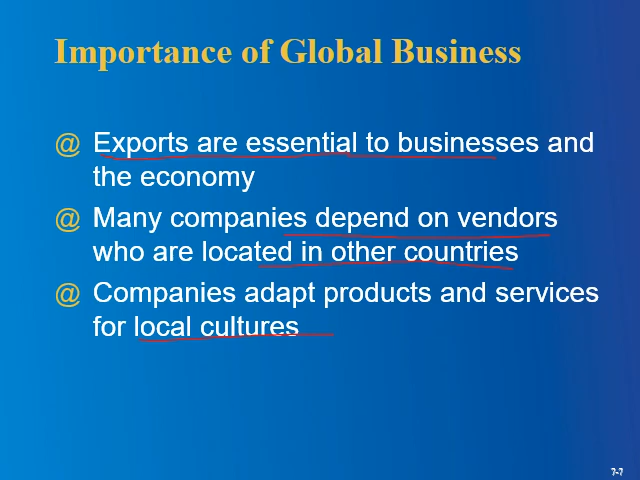 Importance of Global Business
@ Exports are essential to businesses and
the economy
@ Many companies depend on vendors
who are located in other countries
@ Companies adapt products and services
for local cultures
7-7